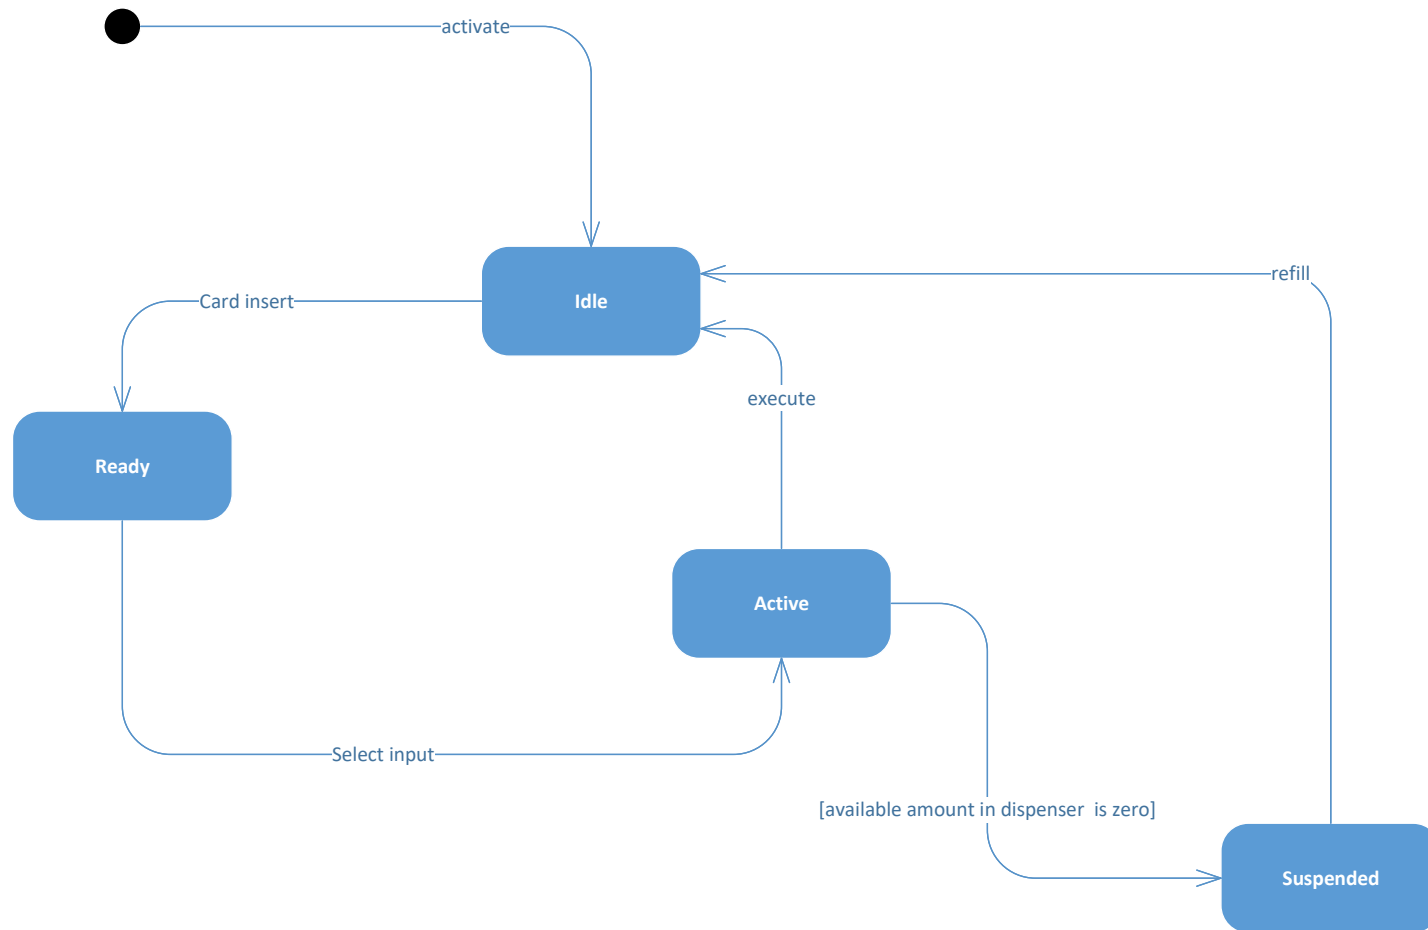 activate
refill
Card insert
Idle
execute
Ready
Active
Select input
[available amount in dispenser  is zero]
Suspended